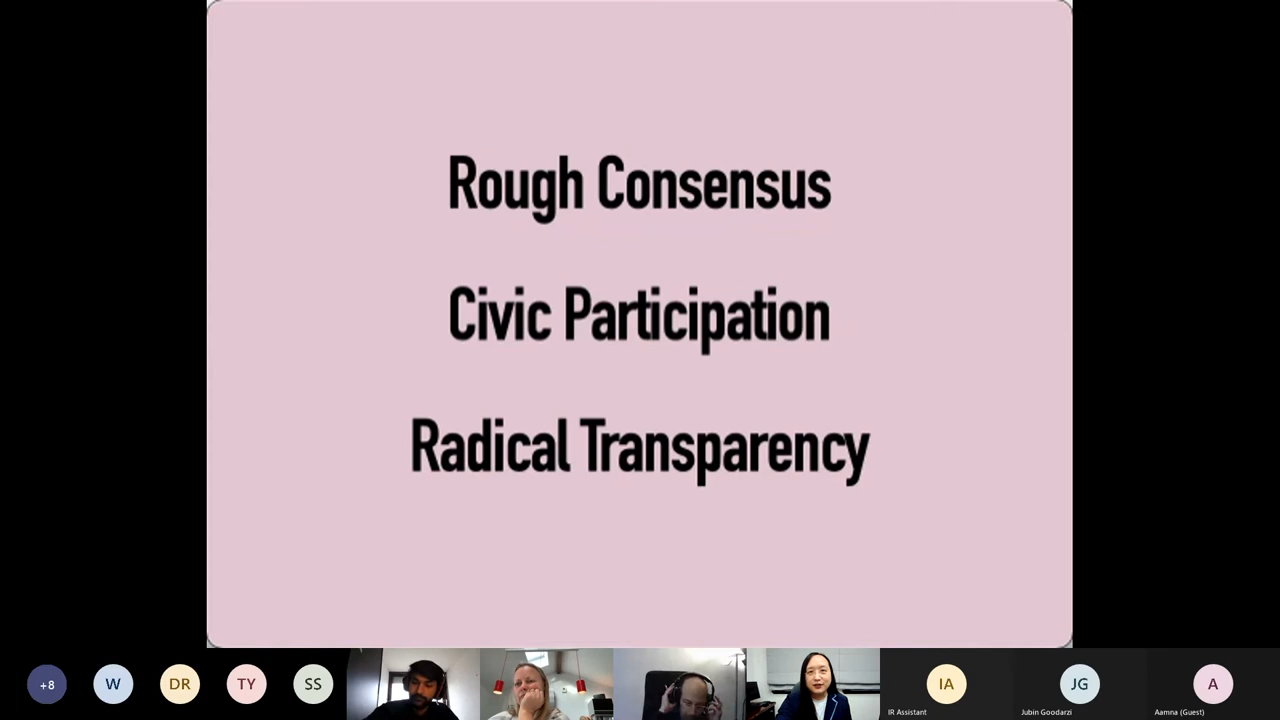 Rough Consensus
Civic Participation
Radical Transparency
+8
W
DR
TY
SS
IA
IR Assistant
JG
Jubin Goodarzi
A
Aamna (Guest)